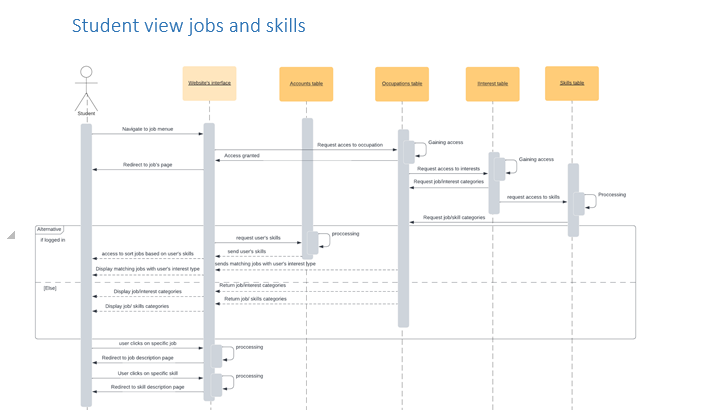 Student view jobs and skills
Website's interface
Accounts table
Occupations table
Interest table
Skills table
Student
Navigate to job menue
Request acces to occupation
Gaining access
Access granted
Gaining access
Redirect to job's page
Request access to interests
Request job/interest categories
request access to skills
Proccessing
Request job/skill categories
Alternative
if logged in
request user's skills
proccessing
send user's skills
access to sort jobs based on user's skills
sends matching jobs with user's interest type
Display matching jobs with user's interest type
[Else]
Return job/interest categories
Display job/interest categories
Return job/ skills categories
Display job/ skills categories
user clicks on specific job
proccessing
Redirect to job description page
User clicks on specific skill
proccessing
Redirect to skill description page